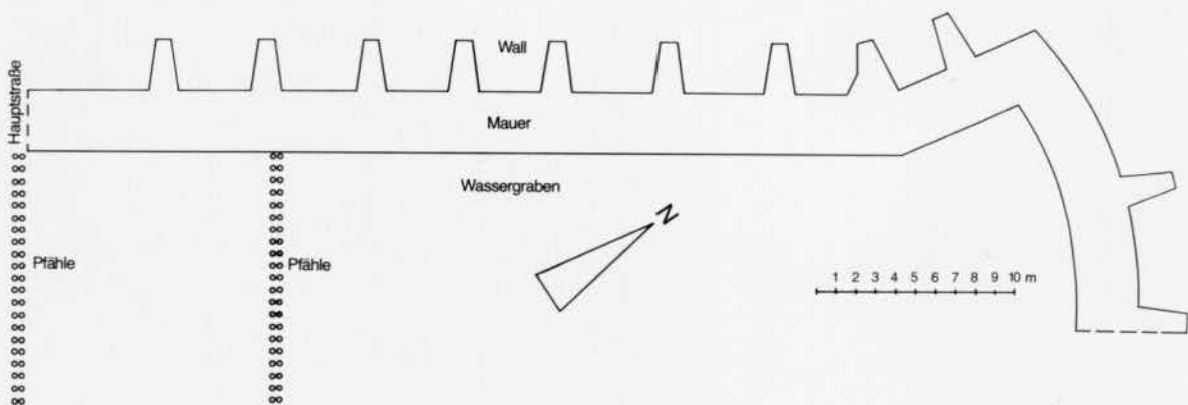 Wall
Hauptstraße
Mauer
Wassergraben
N
Pfähle
Pfähle
1 2 3 4 5 6 7 8 9 10 m